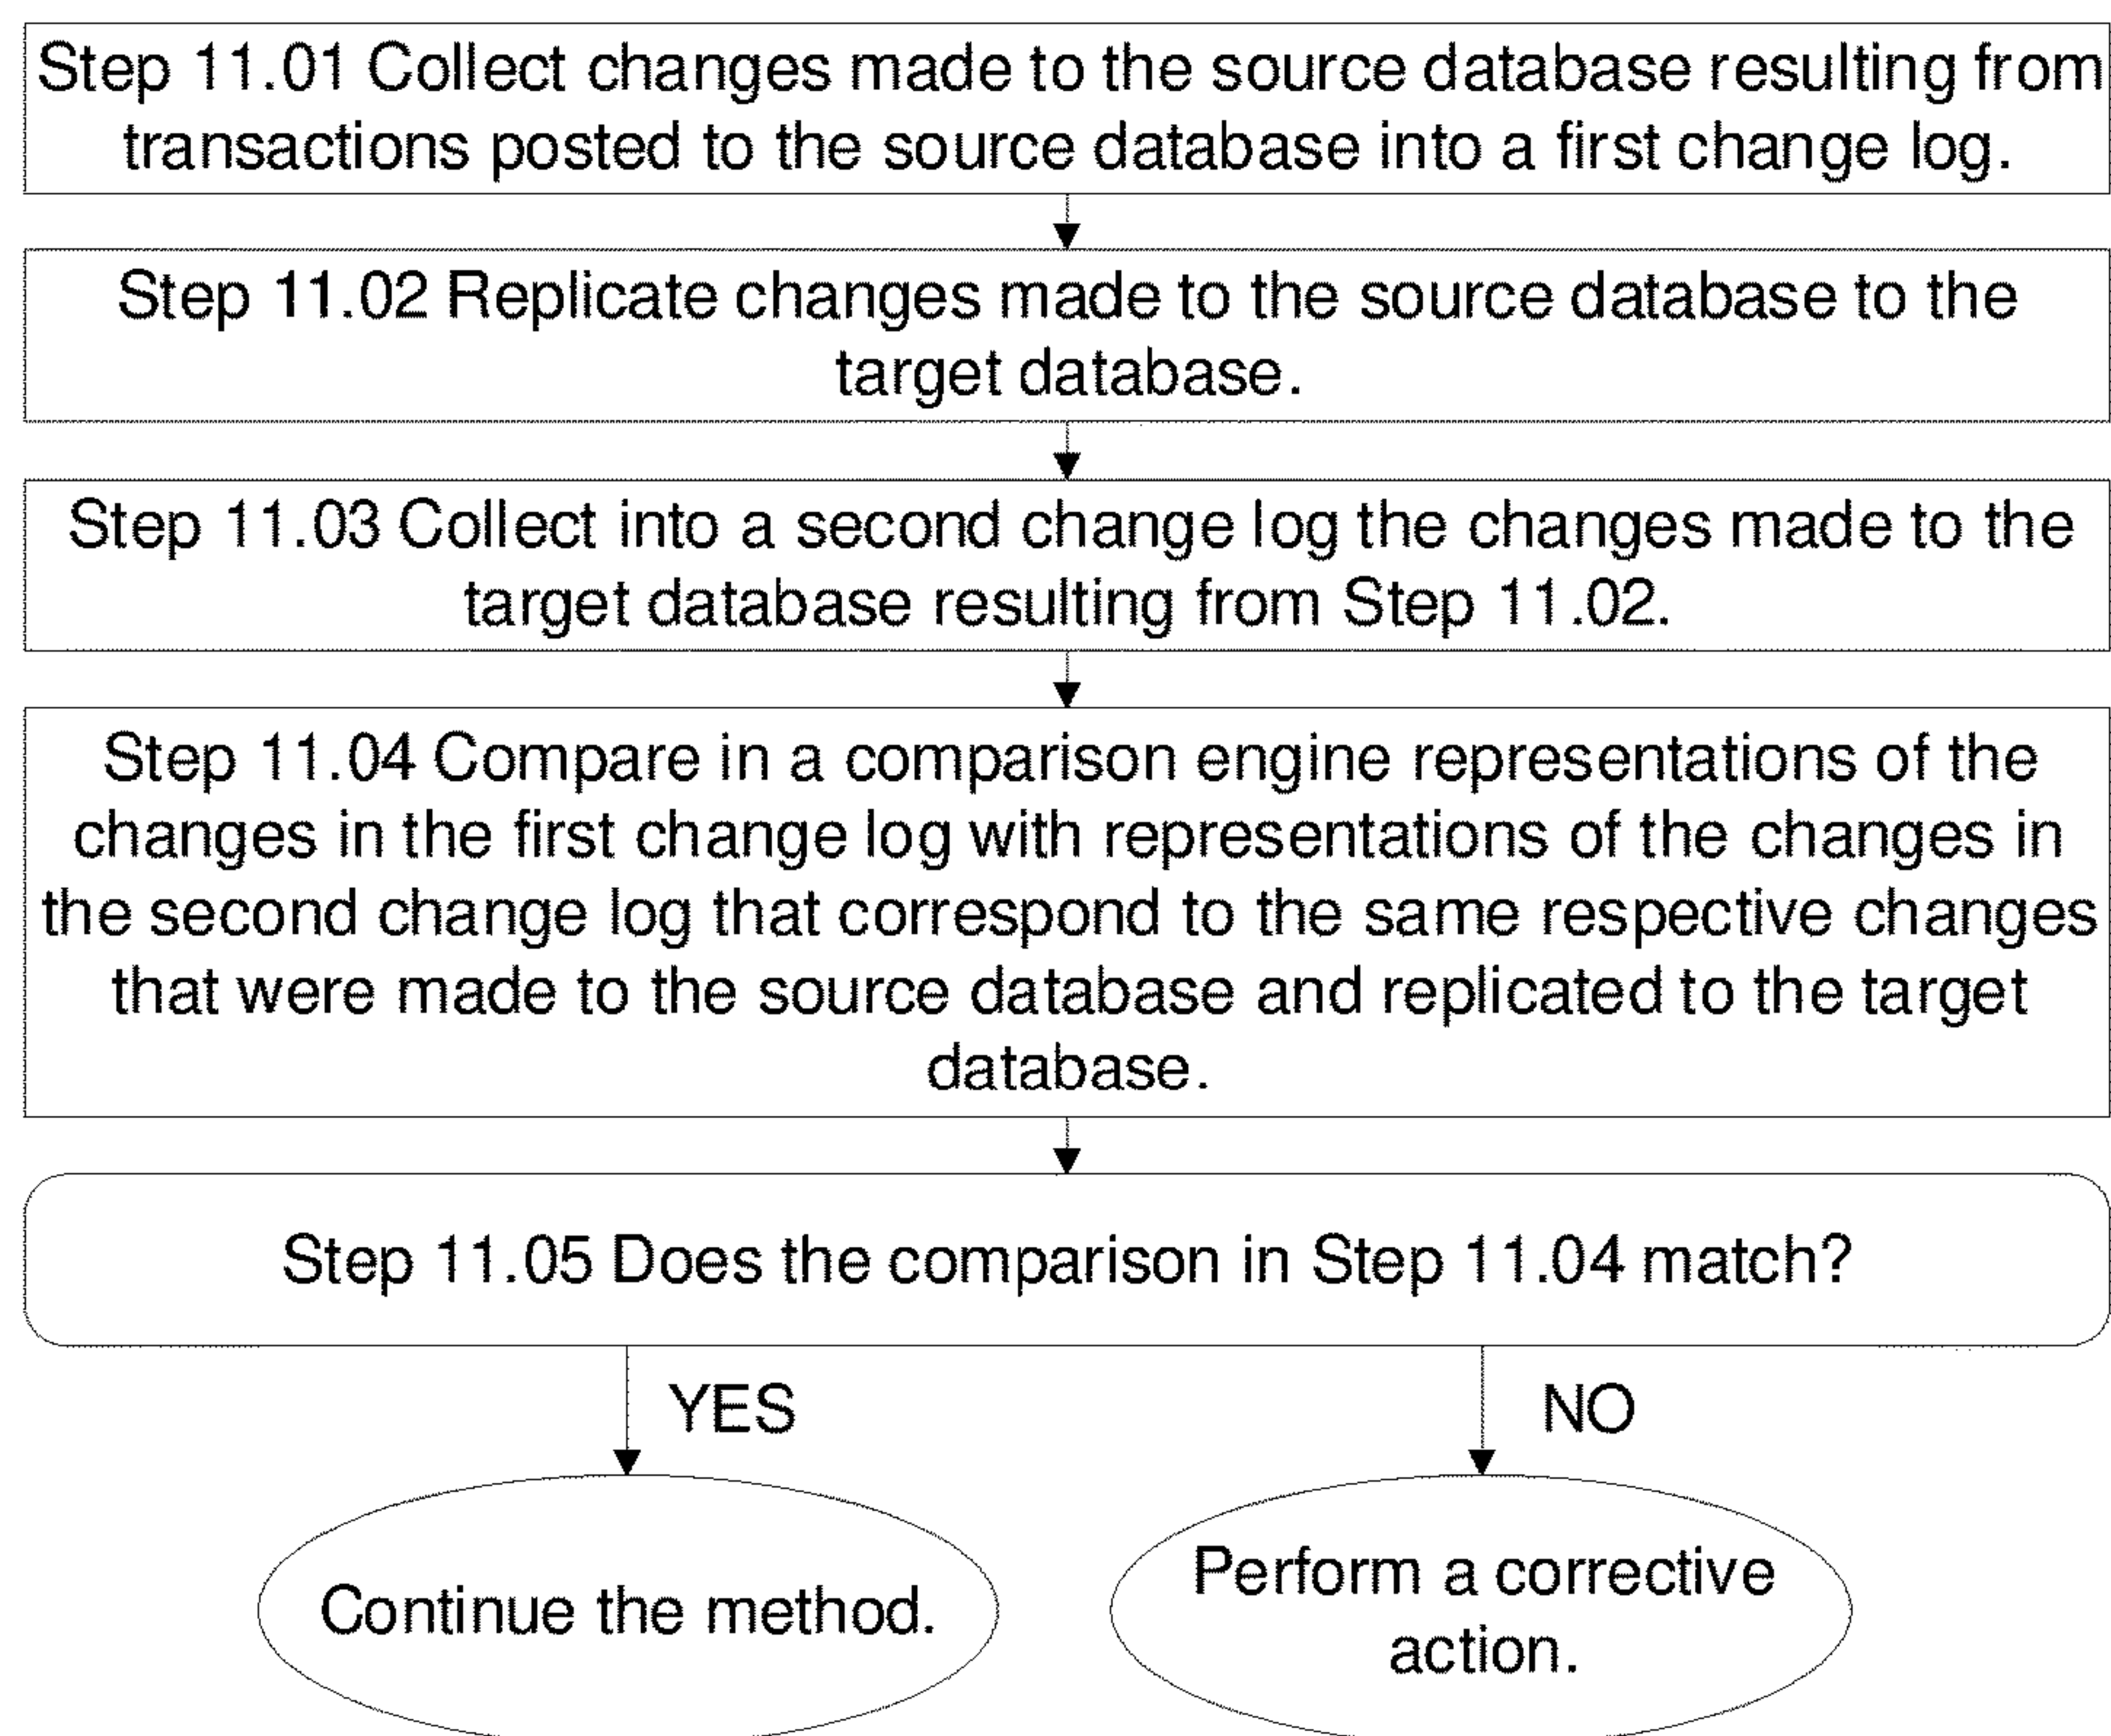 Step 11.01 Collect changes made to the source database resulting from
transactions posted to the source database into a first change log.
Step 11.02 Replicate changes made to the source database to the
target database.
Step 11.03 Collect into a second change log the changes made to the
target database resulting from Step 11.02.
Step 11.04 Compare in a comparison engine representations of the
changes in the first change log with representations of the changes in
the second change log that correspond to the same respective changes
that were made to the source database and replicated to the target
database.
Step 11.05 Does the comparison in Step 11.04 match?
YES
NO
Continue the method.
Perform a corrective
action.